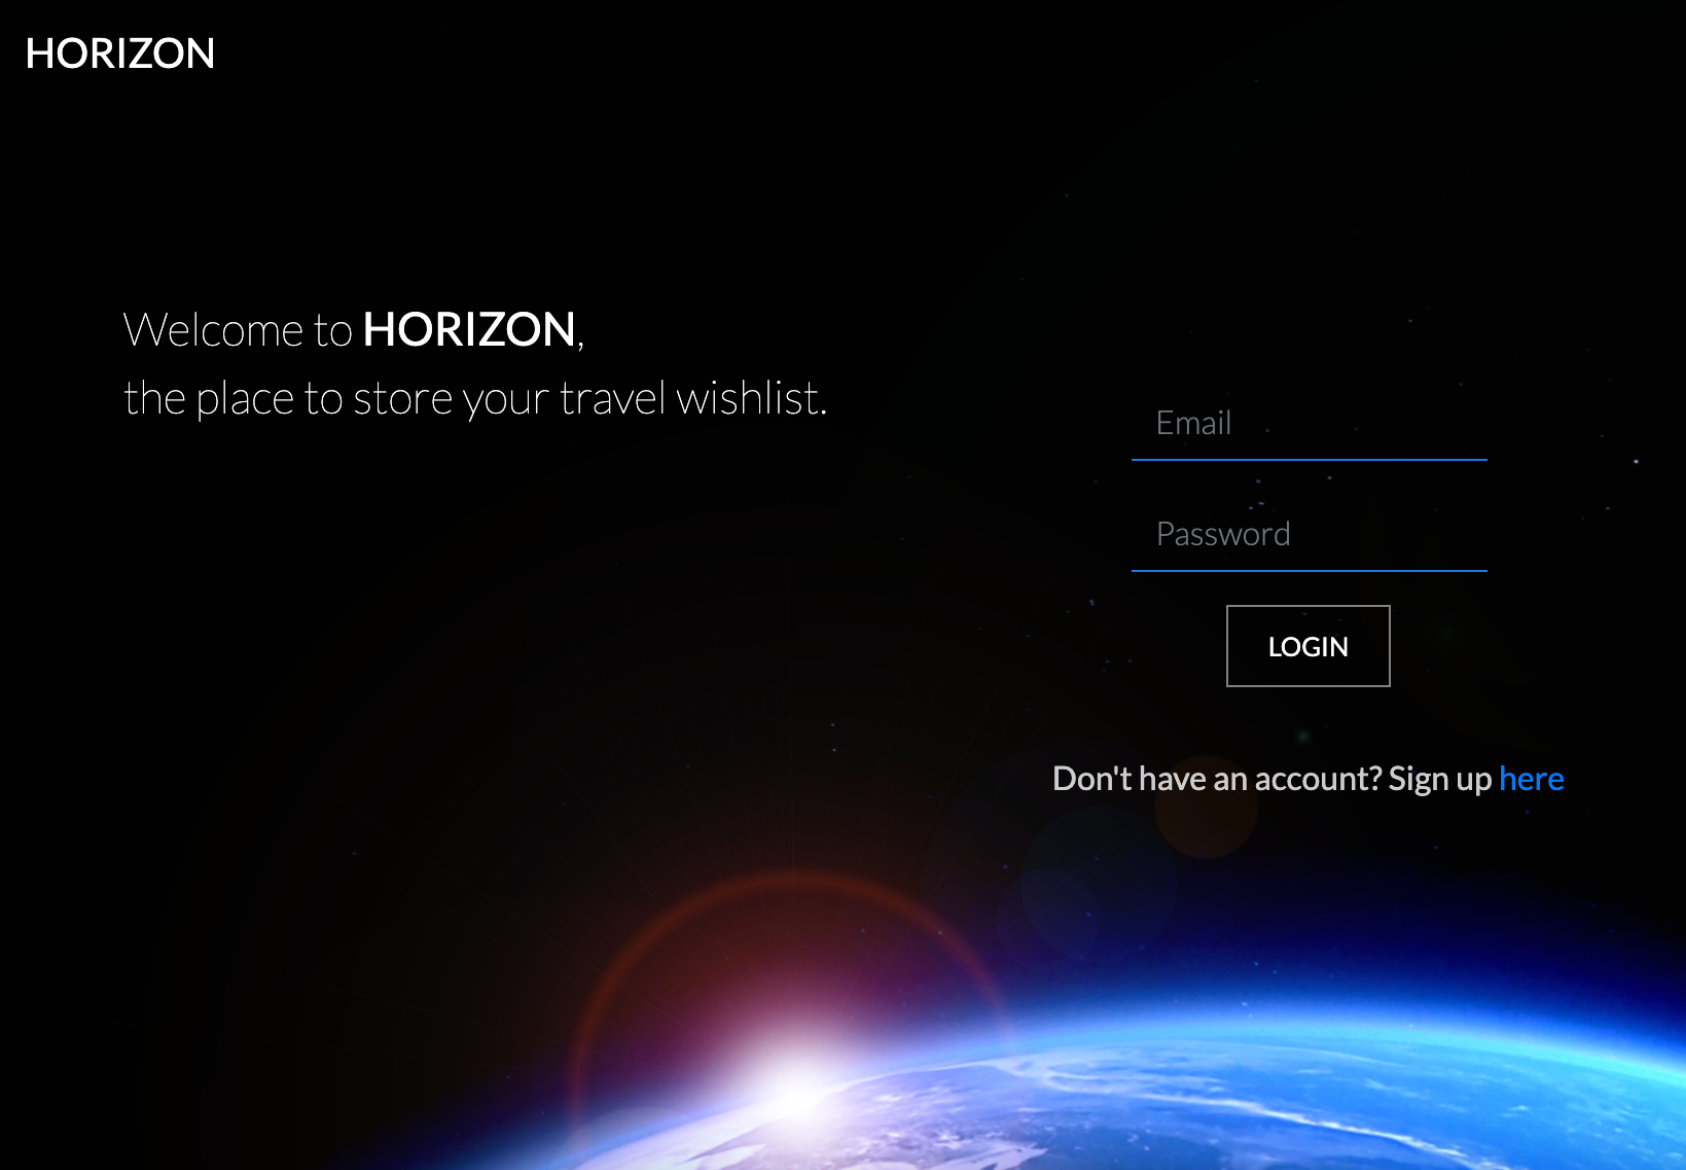 HORIZON
Welcome to HORIZON,
the place to store your travel wishlist.
Email
Password
LOGIN
Don't have an account? Sign up here